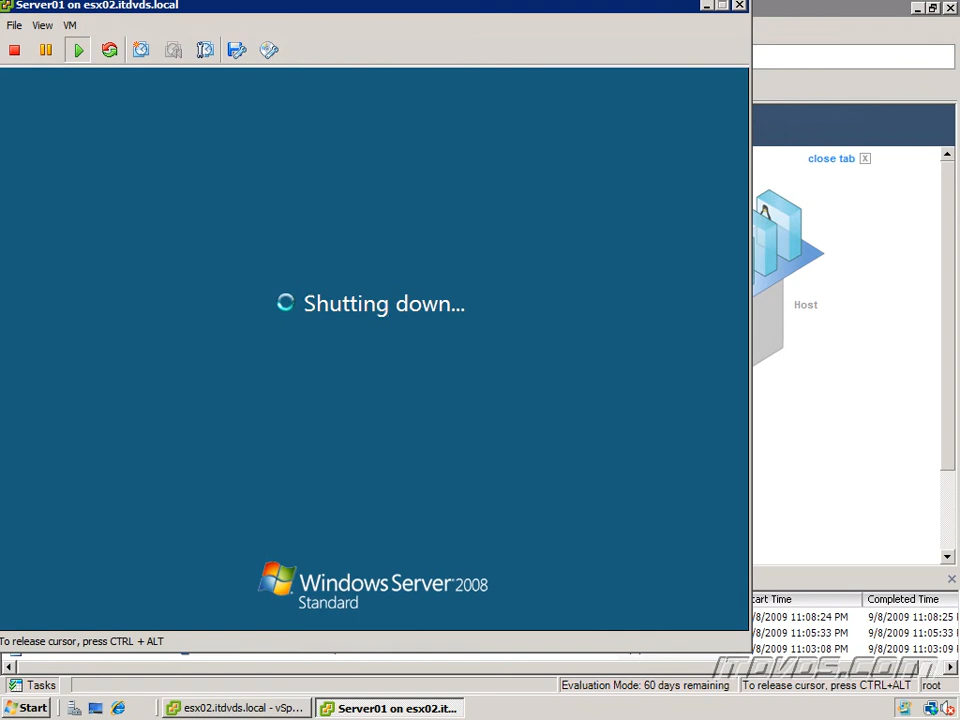 Server01 on esx02.itdvds.local
File View VM
close tab X
Shutting down...
Host
Windows Server 2008
Standard
art Time Completed Time
/8/2009 11:08:24 PM 9/8/2009 11:08:25
/8/2009 11:05:33 PM 9/8/2009 11:05:33
/8/2009 11:03:08 PM 9/8/2009 11:03:09
To release cursor, press CTRL + ALT
ITDVDS.COM
Tasks Evaluation Mode: 60 days remaining To release cursor, press CTRL+ALT root
Start esx02.itdvds.local - vSp... Server01 on esx02.it...